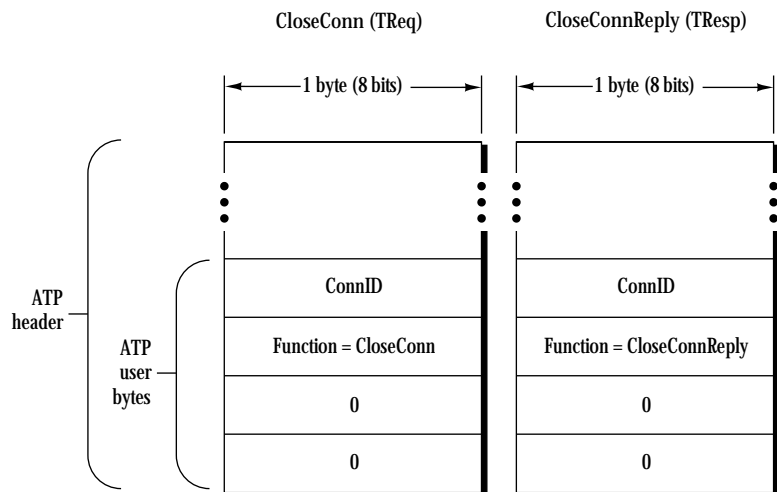 CloseConn (TReq)
CloseConnReply (TResp)
1 byte (8 bits)
1 byte (8 bits)
ATP
header
ATP
user
bytes
ConnID
ConnID
Function = CloseConn
Function = CloseConnReply
0
0
0
0